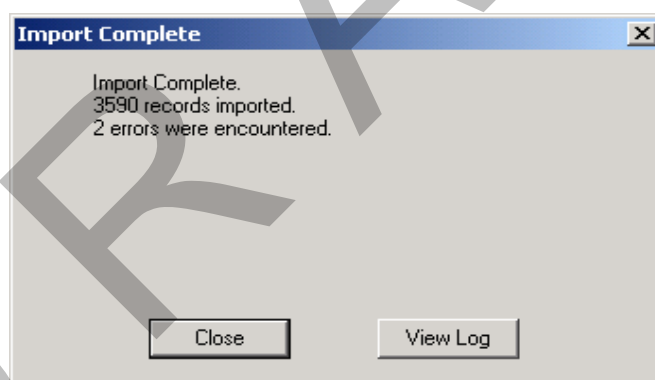 Import Complete
Import Complete.
3590 records imported.
2 errors were encountered.
Close
View Log